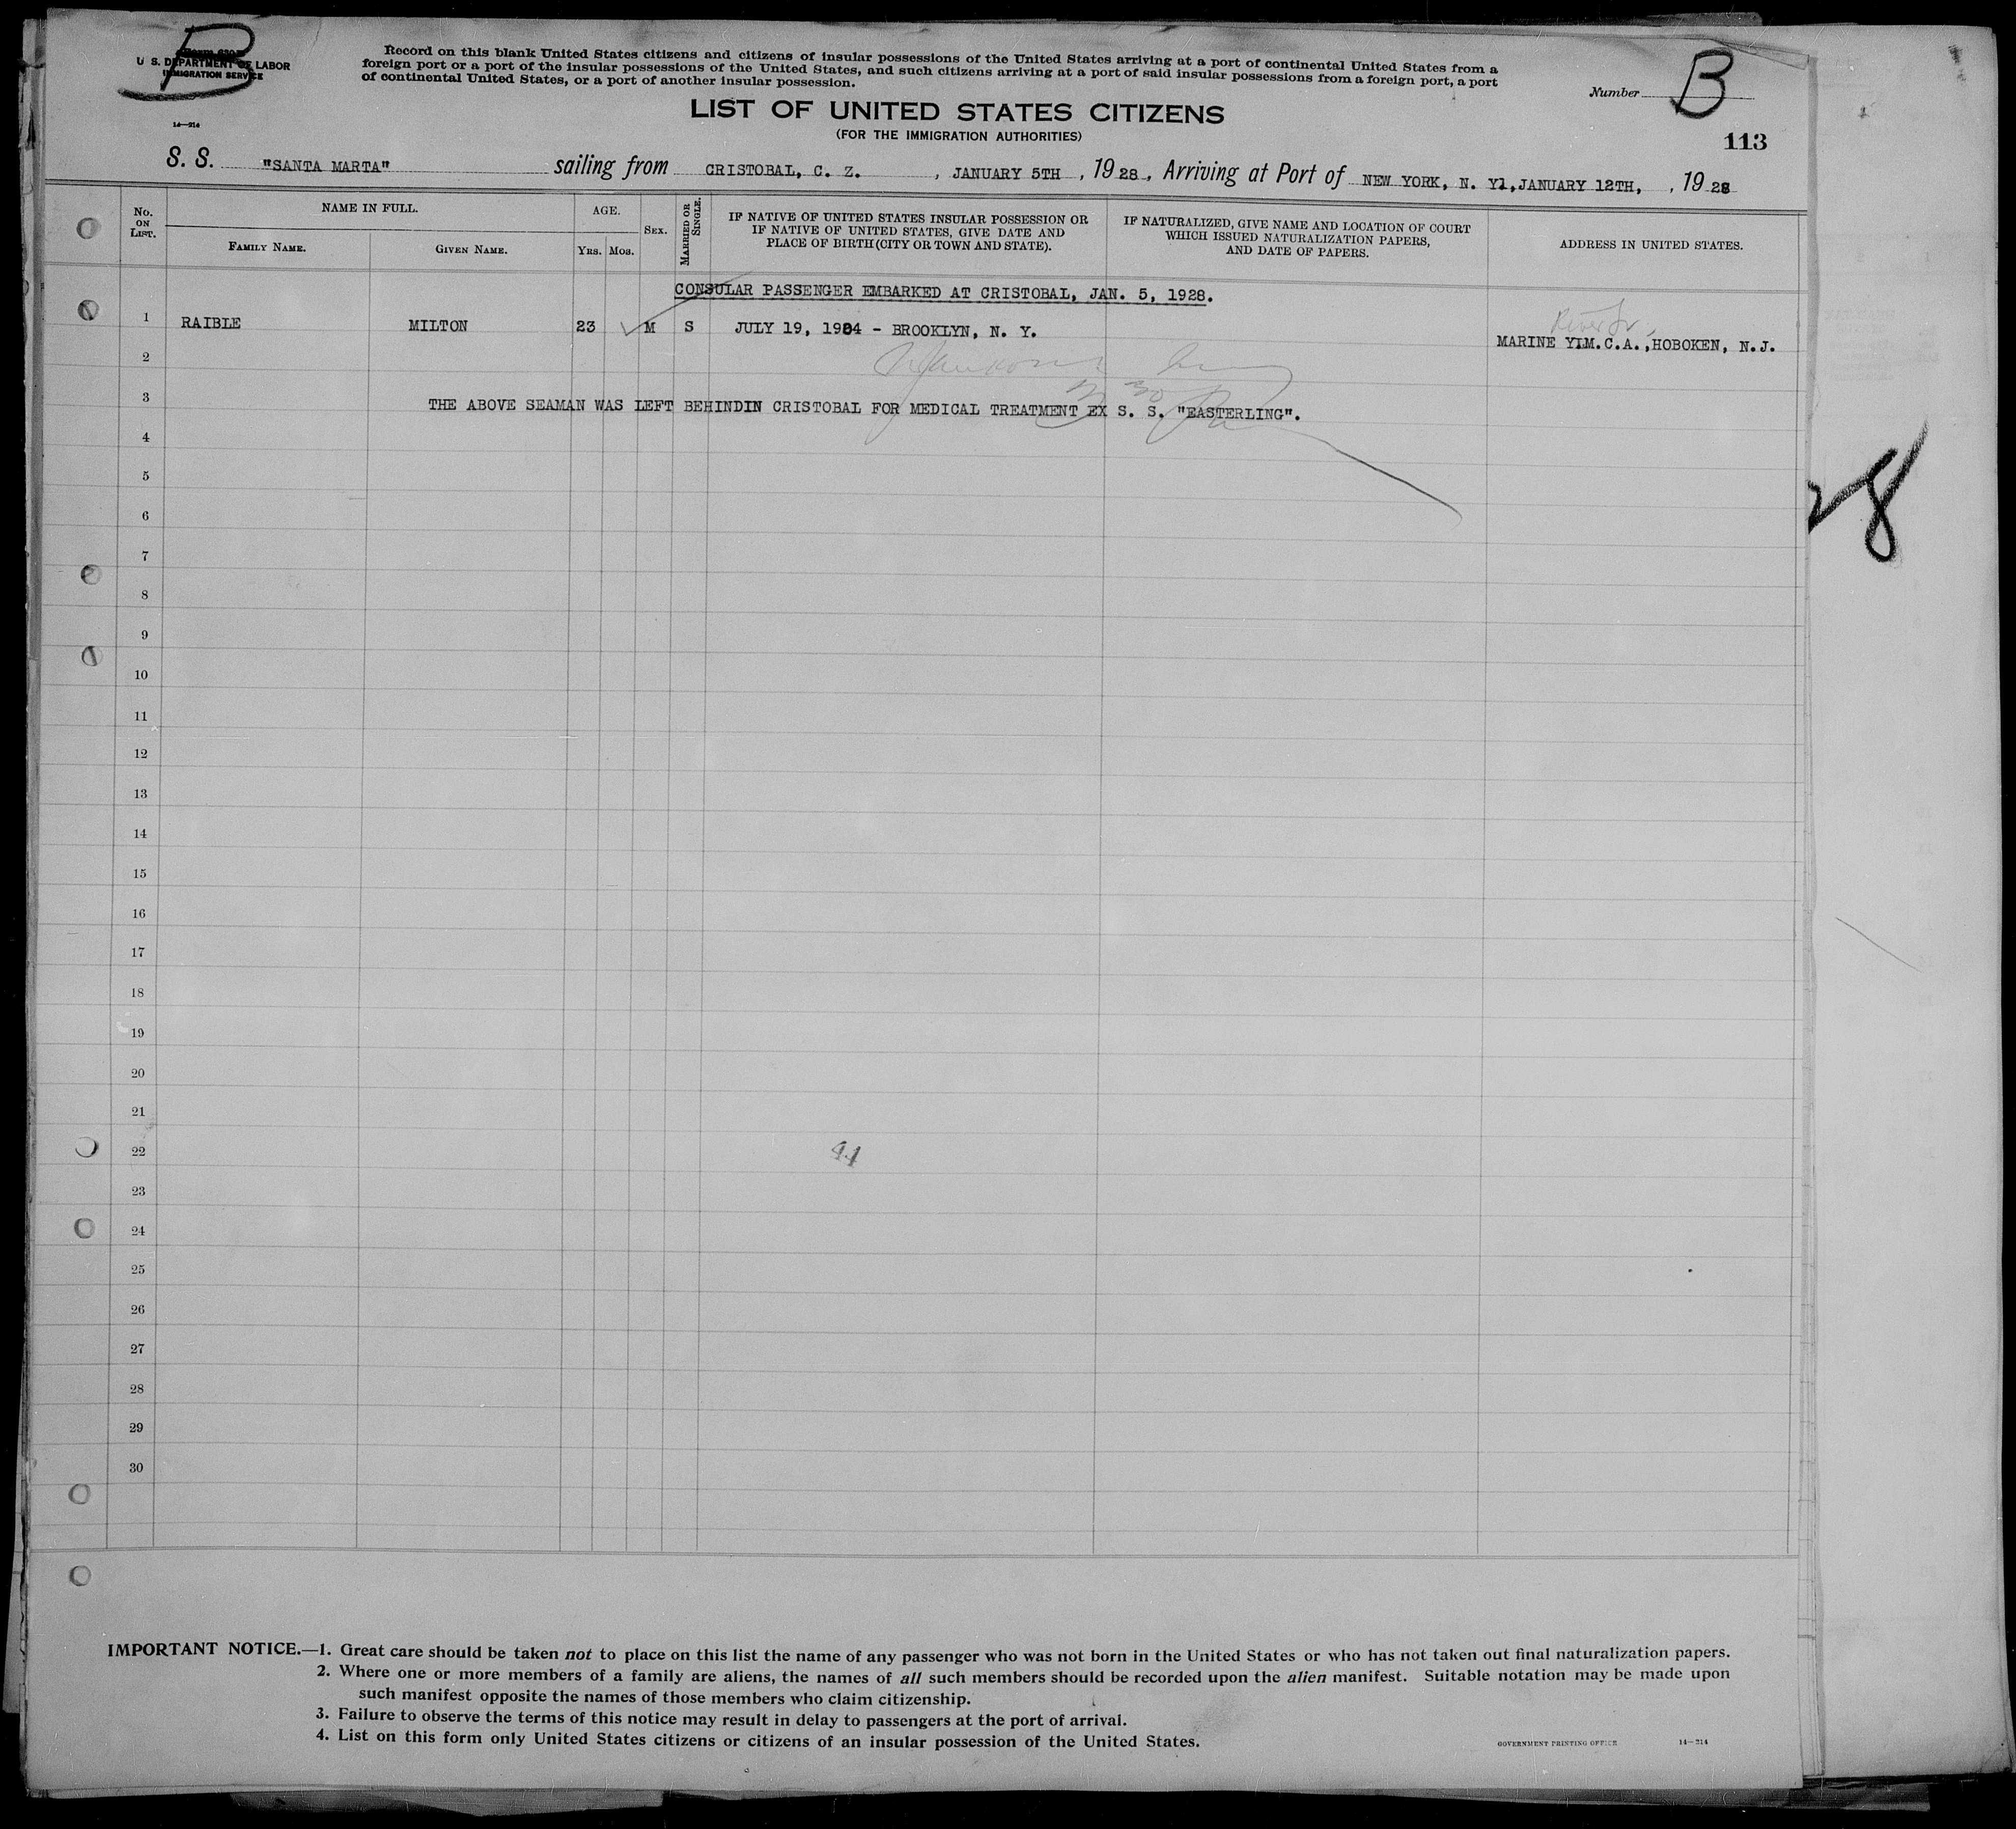 B
U. S. DEPARTMENT OF LABOR
IMMIGRATION SERVICE
14—214
Record on this blank United States citizens and citizens of insular possessions of the United States arriving at a port of continental United States from a
foreign port or a port of the insular possessions of the United States, and such citizens arriving at a port of said insular possessions from a foreign port, a port
of continental United States, or a port of another insular possession.
Number B
LIST OF UNITED STATES CITIZENS
(FOR THE IMMIGRATION AUTHORITIES)
113
S. S. "SANTA MARTA" sailing from CRISTOBAL, C. Z. , JANUARY 5TH , 1928, Arriving at Port of NEW YORK, N. Y1,JANUARY 12TH, , 1928
No. ON LIST.
NAME IN FULL.
FAMILY NAME.
GIVEN NAME.
AGE.
YRS. MOS.
SEX.
MARRIED OR SINGLE.
IF NATIVE OF UNITED STATES INSULAR POSSESSION OR
IF NATIVE OF UNITED STATES, GIVE DATE AND
PLACE OF BIRTH (CITY OR TOWN AND STATE).
IF NATURALIZED, GIVE NAME AND LOCATION OF COURT
WHICH ISSUED NATURALIZATION PAPERS,
AND DATE OF PAPERS.
ADDRESS IN UNITED STATES.
CONSULAR PASSENGER EMBARKED AT CRISTOBAL, JAN. 5, 1928.
1 RAIBLE MILTON 23 M S JULY 19, 1904 - BROOKLYN, N. Y. MARINE Y1M.C.A.,HOBOKEN, N.J.
2
3 THE ABOVE SEAMAN WAS LEFT BEHINDIN CRISTOBAL FOR MEDICAL TREATMENT EX S. S. "EASTERLING".
4
5
28
6
7
8
9
10
11
12
13
14
15
16
17
18
19
20
21
22 44
23
24
25
26
27
28
29
30
IMPORTANT NOTICE.—1. Great care should be taken not to place on this list the name of any passenger who was not born in the United States or who has not taken out final naturalization papers.
2. Where one or more members of a family are aliens, the names of all such members should be recorded upon the alien manifest. Suitable notation may be made upon
such manifest opposite the names of those members who claim citizenship.
3. Failure to observe the terms of this notice may result in delay to passengers at the port of arrival.
4. List on this form only United States citizens or citizens of an insular possession of the United States.
GOVERNMENT PRINTING OFFICE 14—214